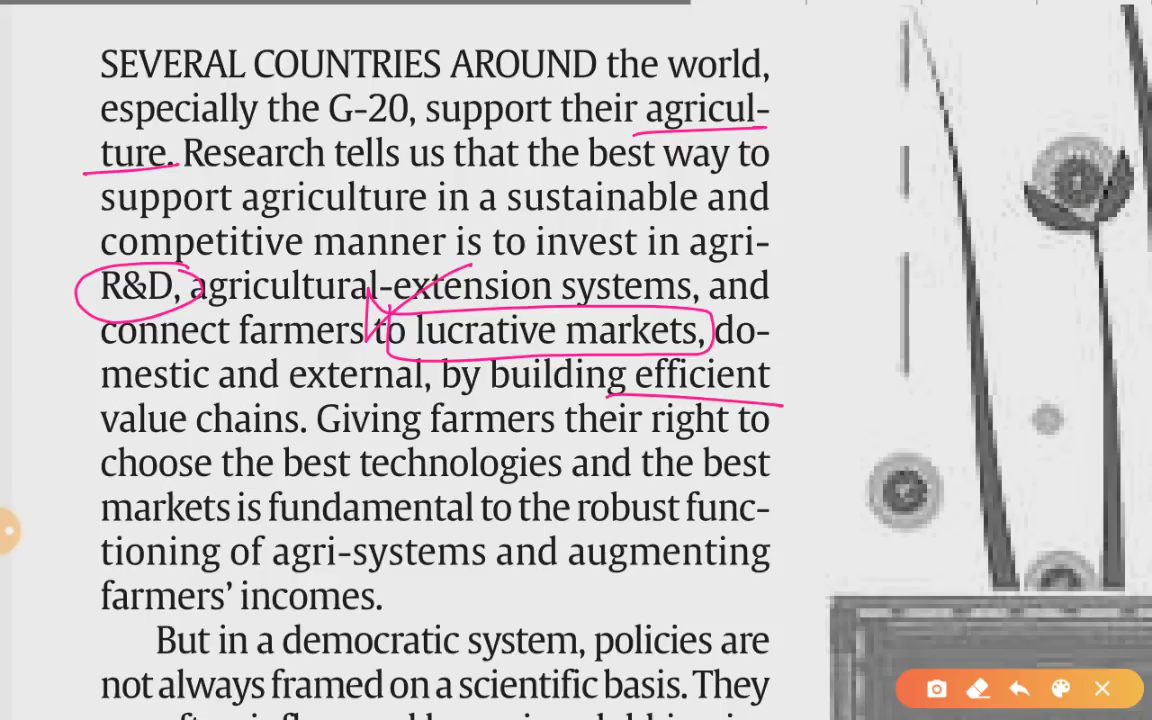 SEVERAL COUNTRIES AROUND the world,
especially the G-20, support their agricul-
ture. Research tells us that the best way to
support agriculture in a sustainable and
competitive manner is to invest in agri-
R&D, agricultural-extension systems, and
connect farmers to lucrative markets, do-
mestic and external, by building efficient
value chains. Giving farmers their right to
choose the best technologies and the best
markets is fundamental to the robust func-
tioning of agri-systems and augmenting
farmers’ incomes.
But in a democratic system, policies are
not always framed on a scientific basis. They